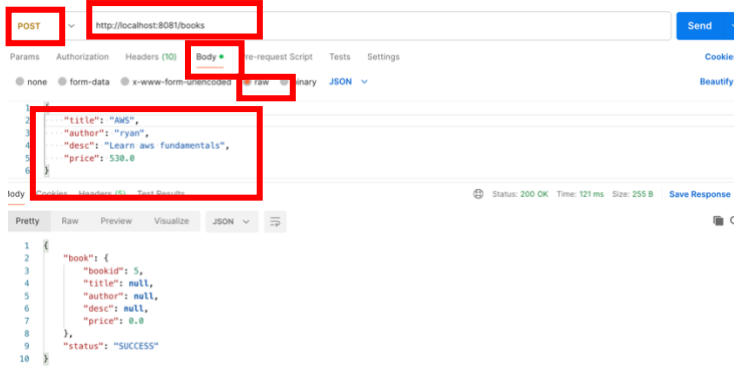 POST http://localhost:8081/books Send
Params Authorization Headers (10) Body Pre-request Script Tests Settings Cookie
none form-data x-www-form-urlencoded raw binary JSON Beautify
1 {
2 "title": "AWS",
3 "author": "ryan",
4 "desc": "Learn aws fundamentals",
5 "price": 530.0
6 }
Body Cookies Headers (5) Test Results Status: 200 OK Time: 121 ms Size: 255 B Save Response
Pretty Raw Preview Visualize JSON
1 {
2 "book": {
3 "bookid": 5,
4 "title": null,
5 "author": null,
6 "desc": null,
7 "price": 0.0
8 },
9 "status": "SUCCESS"
10 }